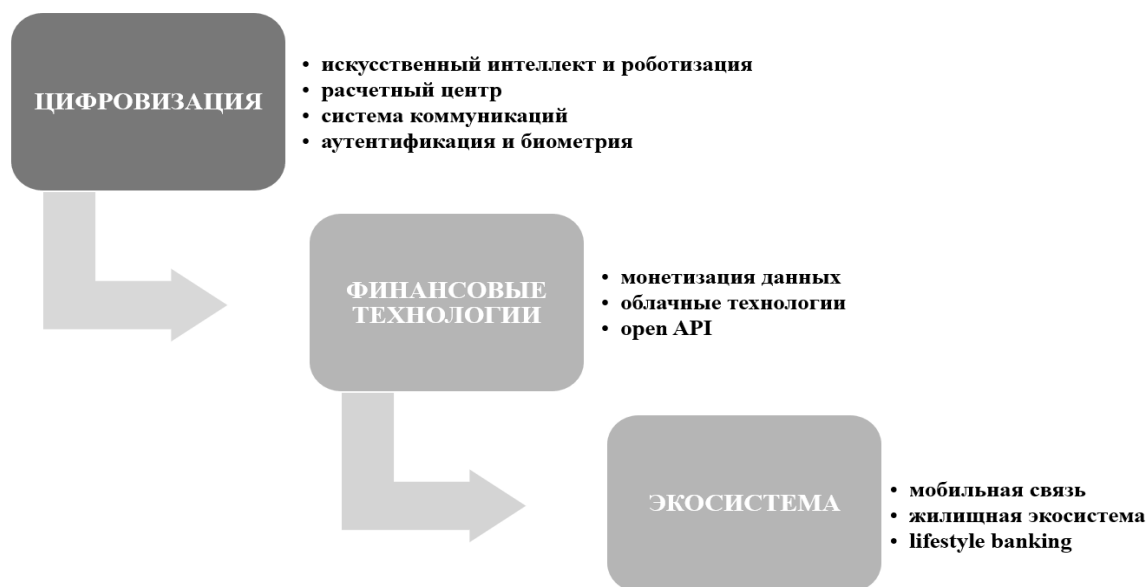 ЦИФРОВИЗАЦИЯ
• искусственный интеллект и роботизация
• расчетный центр
• система коммуникаций
• аутентификация и биометрия
ФИНАНСОВЫЕ
ТЕХНОЛОГИИ
• монетизация данных
• облачные технологии
• open API
ЭКОСИСТЕМА
• мобильная связь
• жилищная экосистема
• lifestyle banking